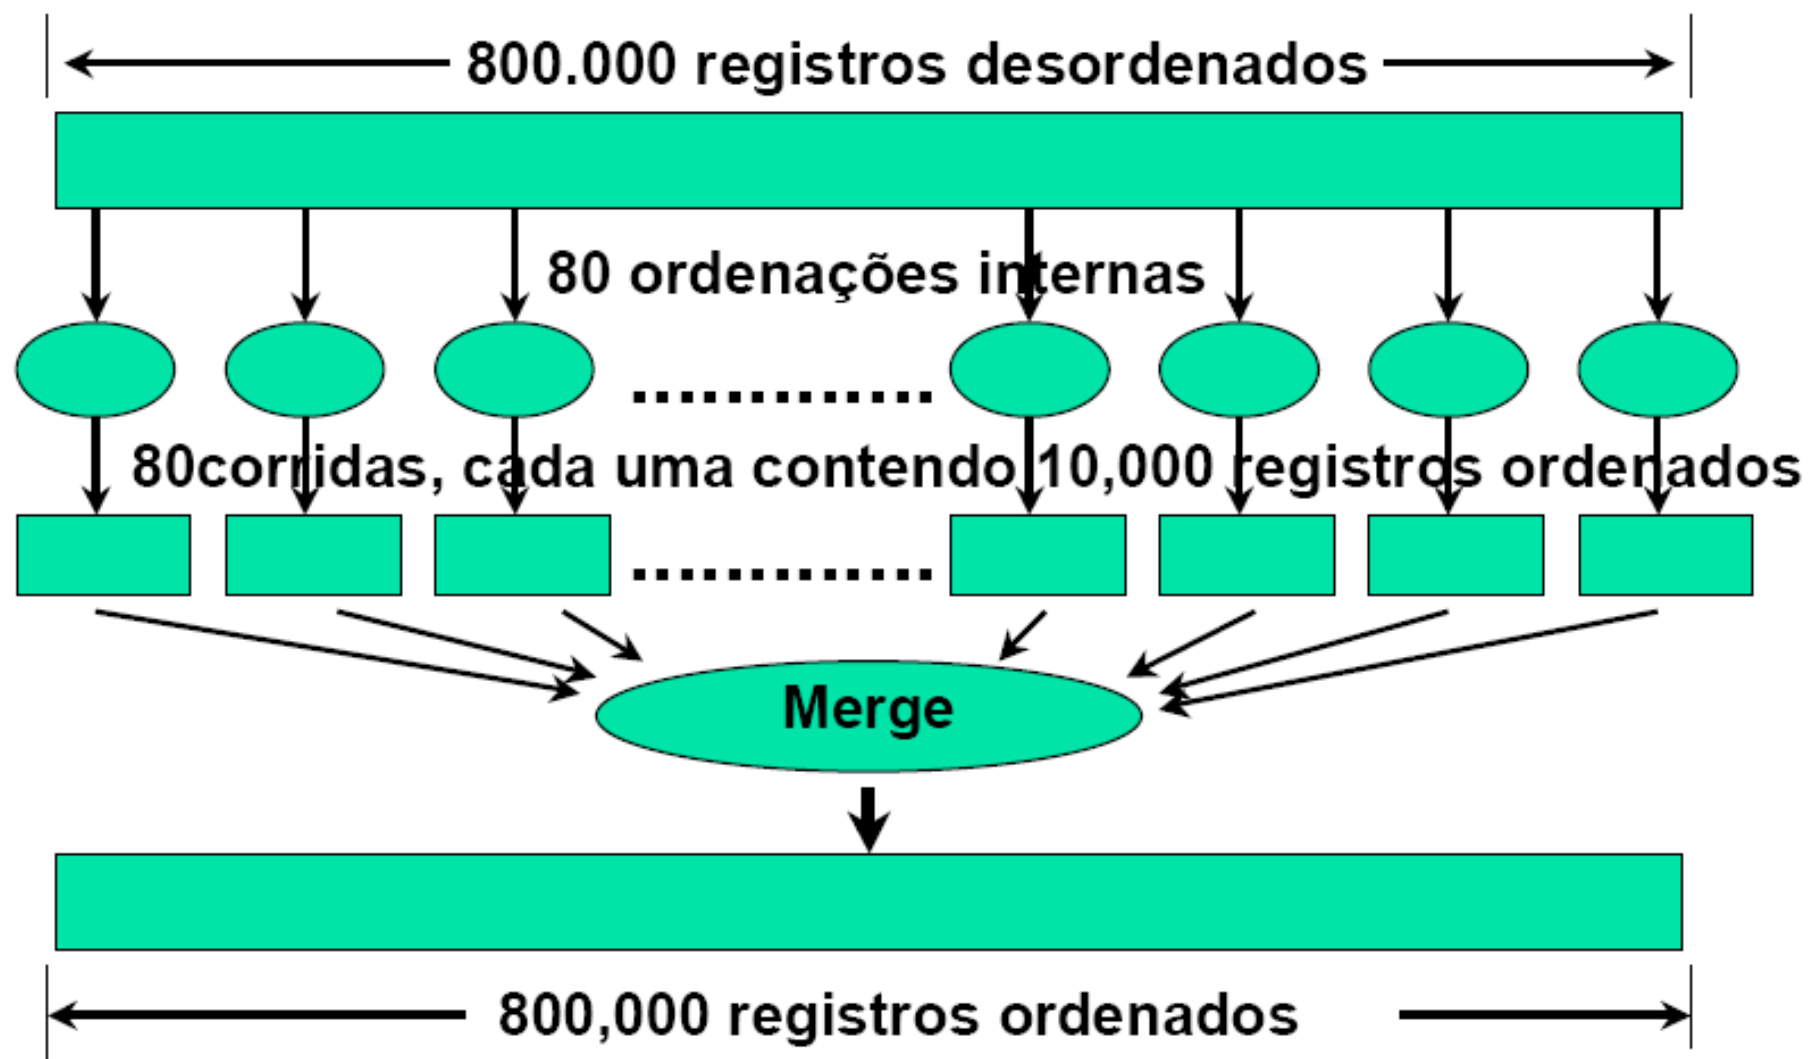 800.000 registros desordenados
80 ordenações internas
80corridas, cada uma contendo 10,000 registros ordenados
Merge
800,000 registros ordenados